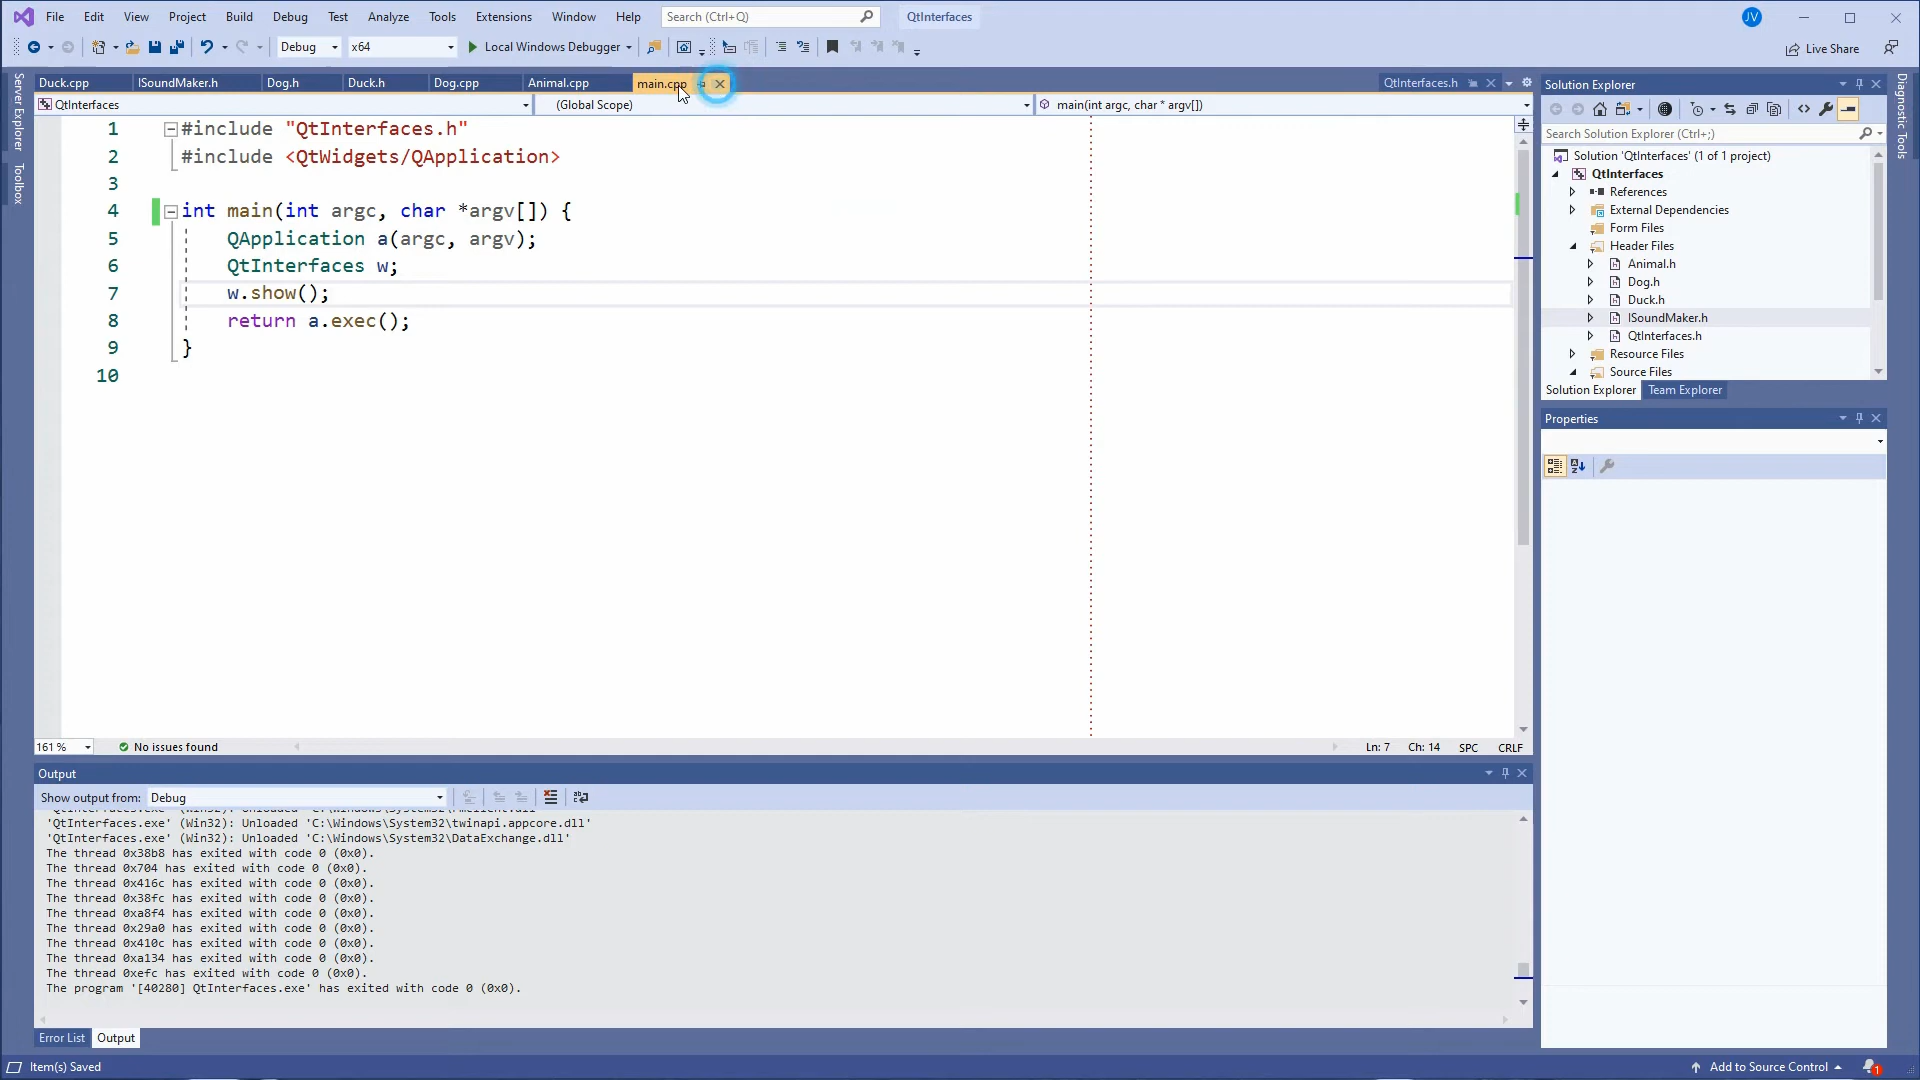 File Edit View Project Build Debug Test Analyze Tools Extensions Window Help Search (Ctrl+Q) QtInterfaces JV
Debug x64 Local Windows Debugger Live Share
Server Explorer
Toolbox
Duck.cpp ISoundMaker.h Dog.h Duck.h Dog.cpp Animal.cpp main.cpp QtInterfaces.h
QtInterfaces (Global Scope) main(int argc, char * argv[])
1 #include "QtInterfaces.h"
2 #include <QtWidgets/QApplication>
3
4 int main(int argc, char *argv[]) {
5 QApplication a(argc, argv);
6 QtInterfaces w;
7 w.show();
8 return a.exec();
9 }
10
161 % No issues found Ln: 7 Ch: 14 SPC CRLF
Output
Show output from: Debug
'QtInterfaces.exe' (Win32): Unloaded
'QtInterfaces.exe' (Win32): Unloaded 'C:\Windows\System32\twinapi.appcore.dll'
'QtInterfaces.exe' (Win32): Unloaded 'C:\Windows\System32\DataExchange.dll'
The thread 0x38b8 has exited with code 0 (0x0).
The thread 0x704 has exited with code 0 (0x0).
The thread 0x416c has exited with code 0 (0x0).
The thread 0x38fc has exited with code 0 (0x0).
The thread 0xa8f4 has exited with code 0 (0x0).
The thread 0x29a0 has exited with code 0 (0x0).
The thread 0x410c has exited with code 0 (0x0).
The thread 0xa134 has exited with code 0 (0x0).
The thread 0xefc has exited with code 0 (0x0).
The program '[40280] QtInterfaces.exe' has exited with code 0 (0x0).
Error List Output
Item(s) Saved Add to Source Control 1
Solution Explorer
Search Solution Explorer (Ctrl+;)
Solution 'QtInterfaces' (1 of 1 project)
QtInterfaces
References
External Dependencies
Form Files
Header Files
Animal.h
Dog.h
Duck.h
ISoundMaker.h
QtInterfaces.h
Resource Files
Source Files
Solution Explorer Team Explorer
Properties
Diagnostic Tools